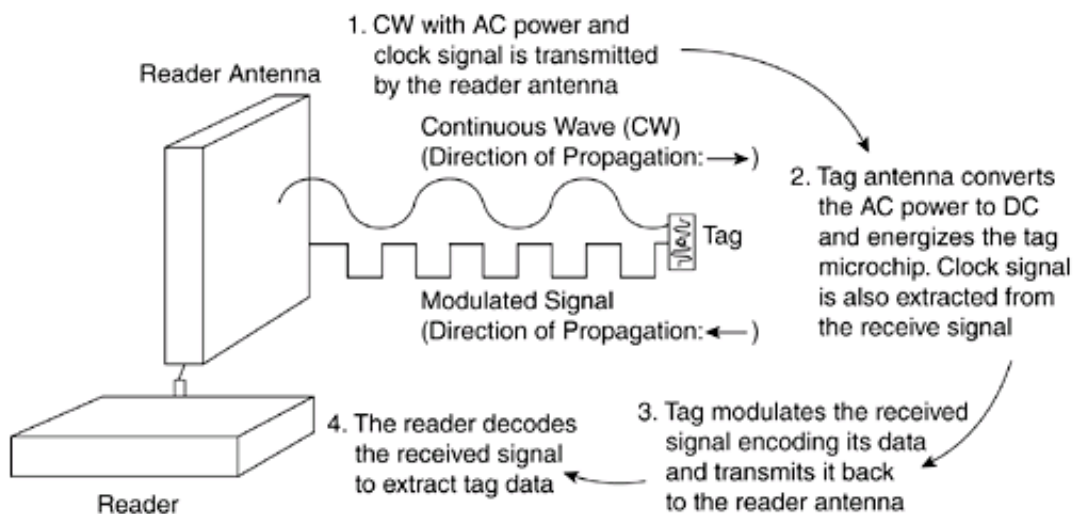 1. CW with AC power and
clock signal is transmitted
by the reader antenna
Reader Antenna
Continuous Wave (CW)
(Direction of Propagation: → )
2. Tag antenna converts
the AC power to DC
and energizes the tag
microchip. Clock signal
is also extracted from
the receive signal
Tag
Modulated Signal
(Direction of Propagation: ← )
3. Tag modulates the received
signal encoding its data
and transmits it back
to the reader antenna
4. The reader decodes
the received signal
to extract tag data
Reader